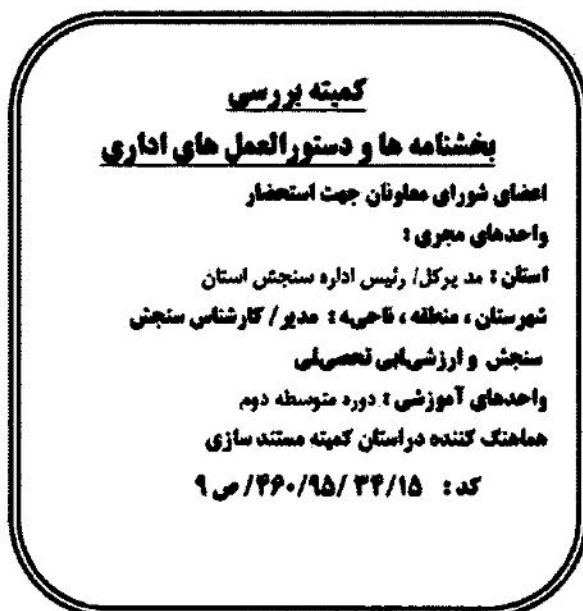 کمیته بررسی
بخشنامه ها و دستورالعمل های اداری
اعضای شورای معاونان جهت استحضار
واحدهای مجری :
استان : مدیرکل/ رئیس اداره سنجش استان
شهرستان ، منطقه ، ناحیه : مدیر / کارشناس سنجش
سنجش و ارزشیابی تحصیلی
واحدهای آموزشی : دوره متوسطه دوم
هماهنگ کننده دراستان کمیته مستند سازی
کد : ۳۴/۱۵ /۴۶۰/۹۵/ ص ۹